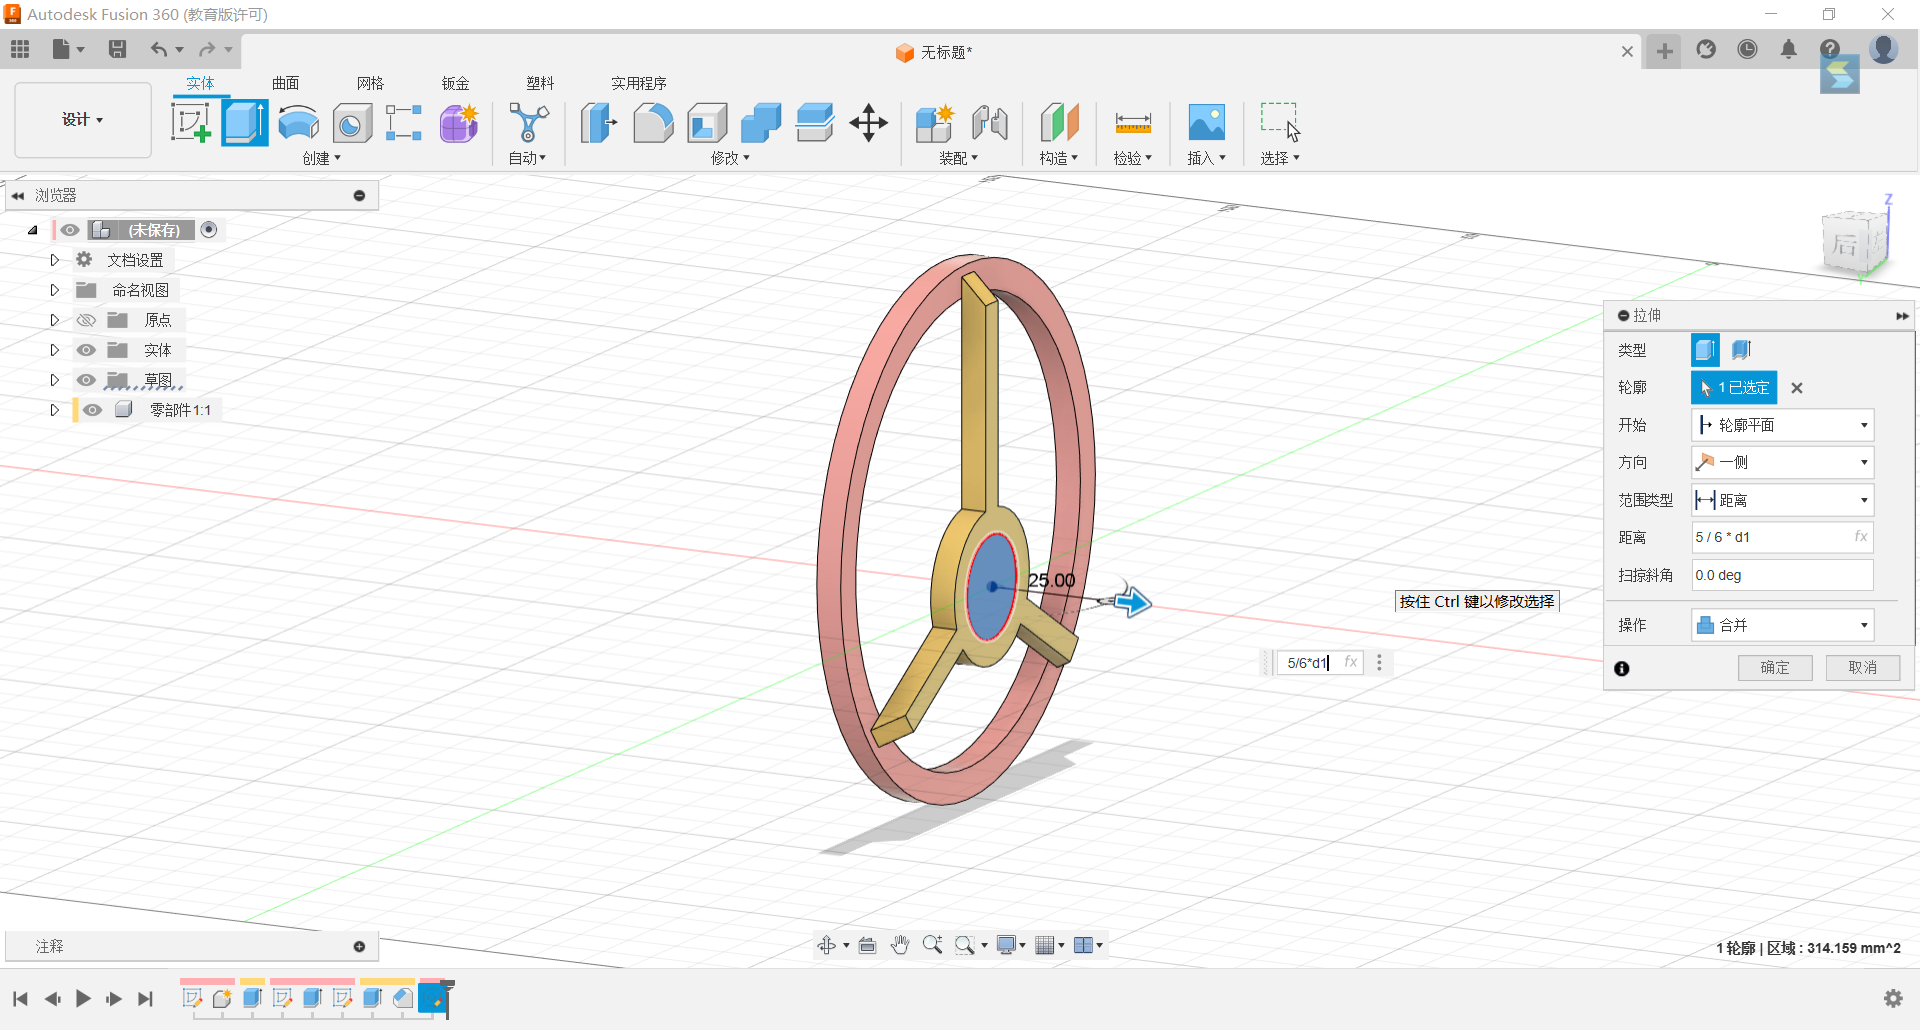 Autodesk Fusion 360 (教育版许可)
无标题*
设计
实体 曲面 网格 钣金 塑料 实用程序
创建 自动 修改 装配 构造 检验 插入 选择
浏览器
(未保存)
文档设置
命名视图
原点
实体
草图
零部件1:1
Z
后
拉伸
类型
轮廓 1 已选定
开始 轮廓平面
方向 一侧
范围类型 距离
距离 5 / 6 * d1 fx
扫掠斜角 0.0 deg
操作 合并
确定 取消
25.00
按住 Ctrl 键以修改选择
5/6*d1 fx
注释
1 轮廓 | 区域 : 314.159 mm^2